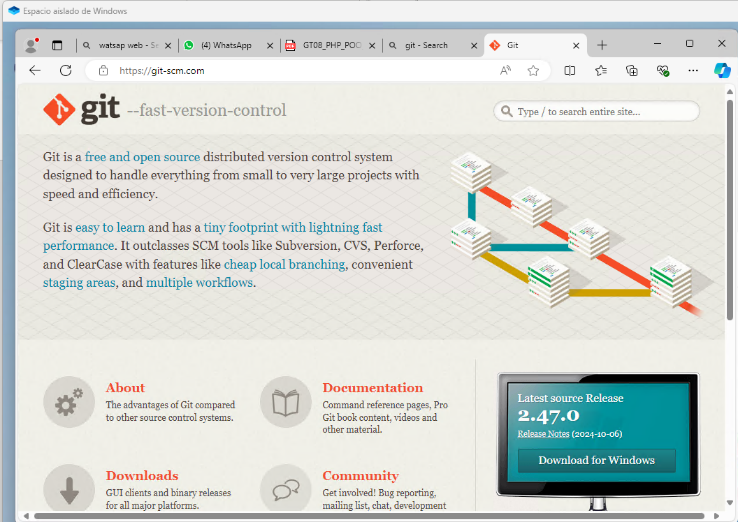 Espacio aislado de Windows
watsap web - Se
(4) WhatsApp
GT08_PHP_POO
git - Search
Git
https://git-scm.com
git --fast-version-control
Type / to search entire site...
Git is a free and open source distributed version control system
designed to handle everything from small to very large projects with
speed and efficiency.
Git is easy to learn and has a tiny footprint with lightning fast
performance. It outclasses SCM tools like Subversion, CVS, Perforce,
and ClearCase with features like cheap local branching, convenient
staging areas, and multiple workflows.
About
The advantages of Git compared
to other source control systems.
Documentation
Command reference pages, Pro
Git book content, videos and
other material.
Downloads
GUI clients and binary releases
for all major platforms.
Community
Get involved! Bug reporting,
mailing list, chat, development
Latest source Release
2.47.0
Release Notes (2024-10-06)
Download for Windows